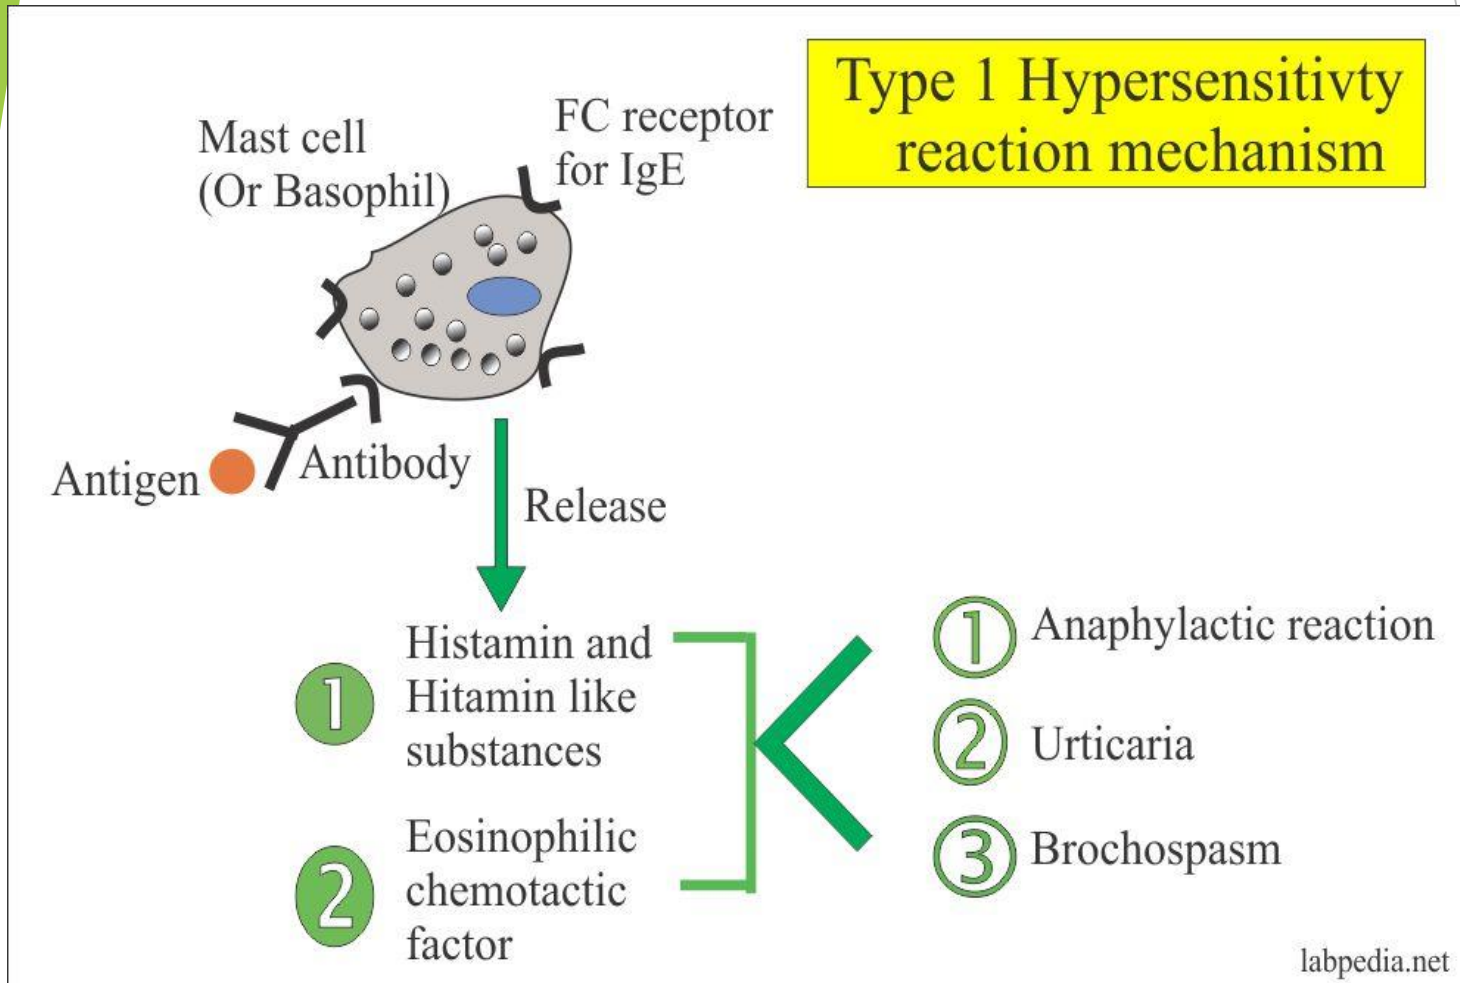 Type 1 Hypersensitivty
reaction mechanism
Mast cell
(Or Basophil)
FC receptor
for IgE
Antigen
Antibody
Release
1
Histamin and
Hitamin like
substances
2
Eosinophilic
chemotactic
factor
1 Anaphylactic reaction
2 Urticaria
3 Brochospasm
labpedia.net